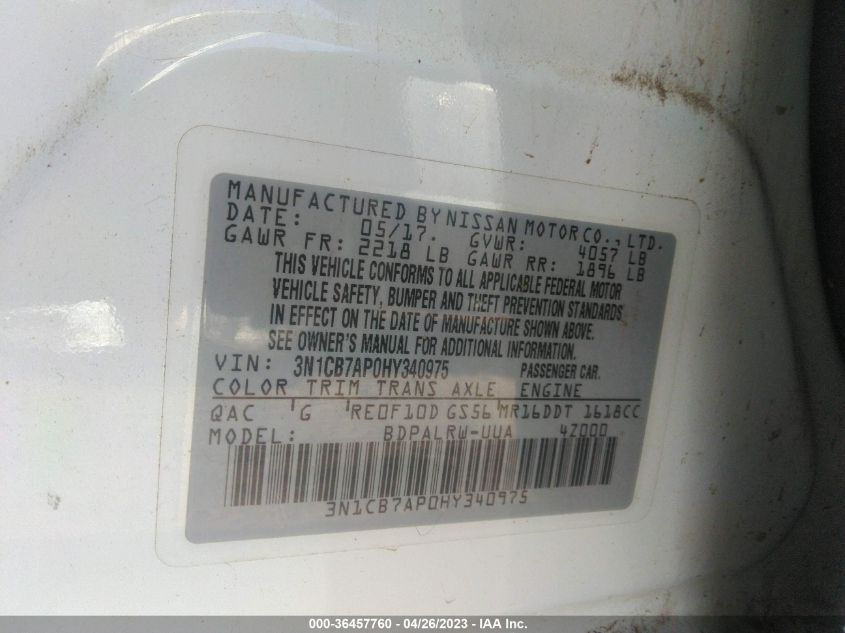 MANUFACTURED BY NISSAN MOTOR CO., LTD.
DATE: 05/17. GVWR: 4057 LB
GAWR FR: 2218 LB GAWR RR: 1896 LB
THIS VEHICLE CONFORMS TO ALL APPLICABLE FEDERAL MOTOR
VEHICLE SAFETY, BUMPER AND THEFT PREVENTION STANDARDS
IN EFFECT ON THE DATE OF MANUFACTURE SHOWN ABOVE.
SEE OWNER'S MANUAL FOR ADDITIONAL INFORMATION.
VIN: 3N1CB7AP0HY340975 PASSENGER CAR.
COLOR TRIM TRANS AXLE ENGINE
QAC 'G 'RE0F10D GS56 'MR16DDT 1618CC
MODEL: BDPALRW-UUA 4Z000
3N1CB7AP0HY340975
000-36457760 - 04/26/2023 - IAA Inc.